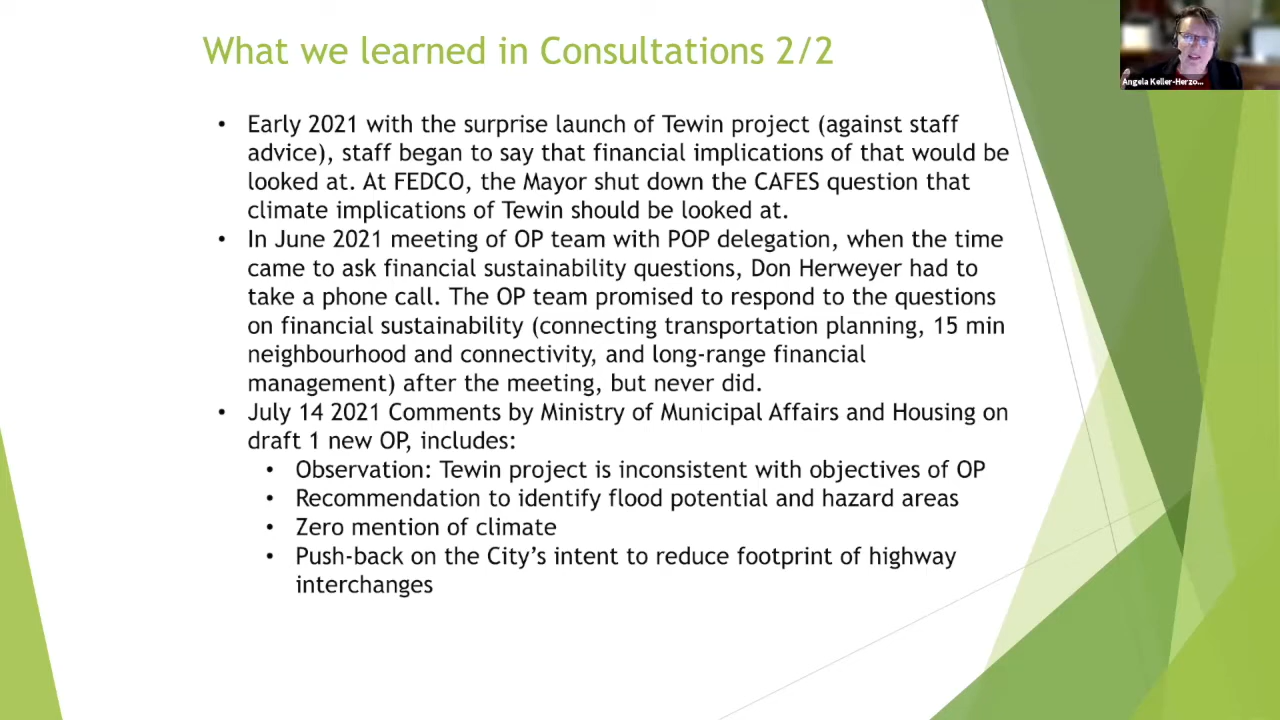 What we learned in Consultations 2/2
Angela Keller-Herzo...
• Early 2021 with the surprise launch of Tewin project (against staff
advice), staff began to say that financial implications of that would be
looked at. At FEDCO, the Mayor shut down the CAFES question that
climate implications of Tewin should be looked at.
• In June 2021 meeting of OP team with POP delegation, when the time
came to ask financial sustainability questions, Don Herweyer had to
take a phone call. The OP team promised to respond to the questions
on financial sustainability (connecting transportation planning, 15 min
neighbourhood and connectivity, and long-range financial
management) after the meeting, but never did.
• July 14 2021 Comments by Ministry of Municipal Affairs and Housing on
draft 1 new OP, includes:
• Observation: Tewin project is inconsistent with objectives of OP
• Recommendation to identify flood potential and hazard areas
• Zero mention of climate
• Push-back on the City's intent to reduce footprint of highway
interchanges